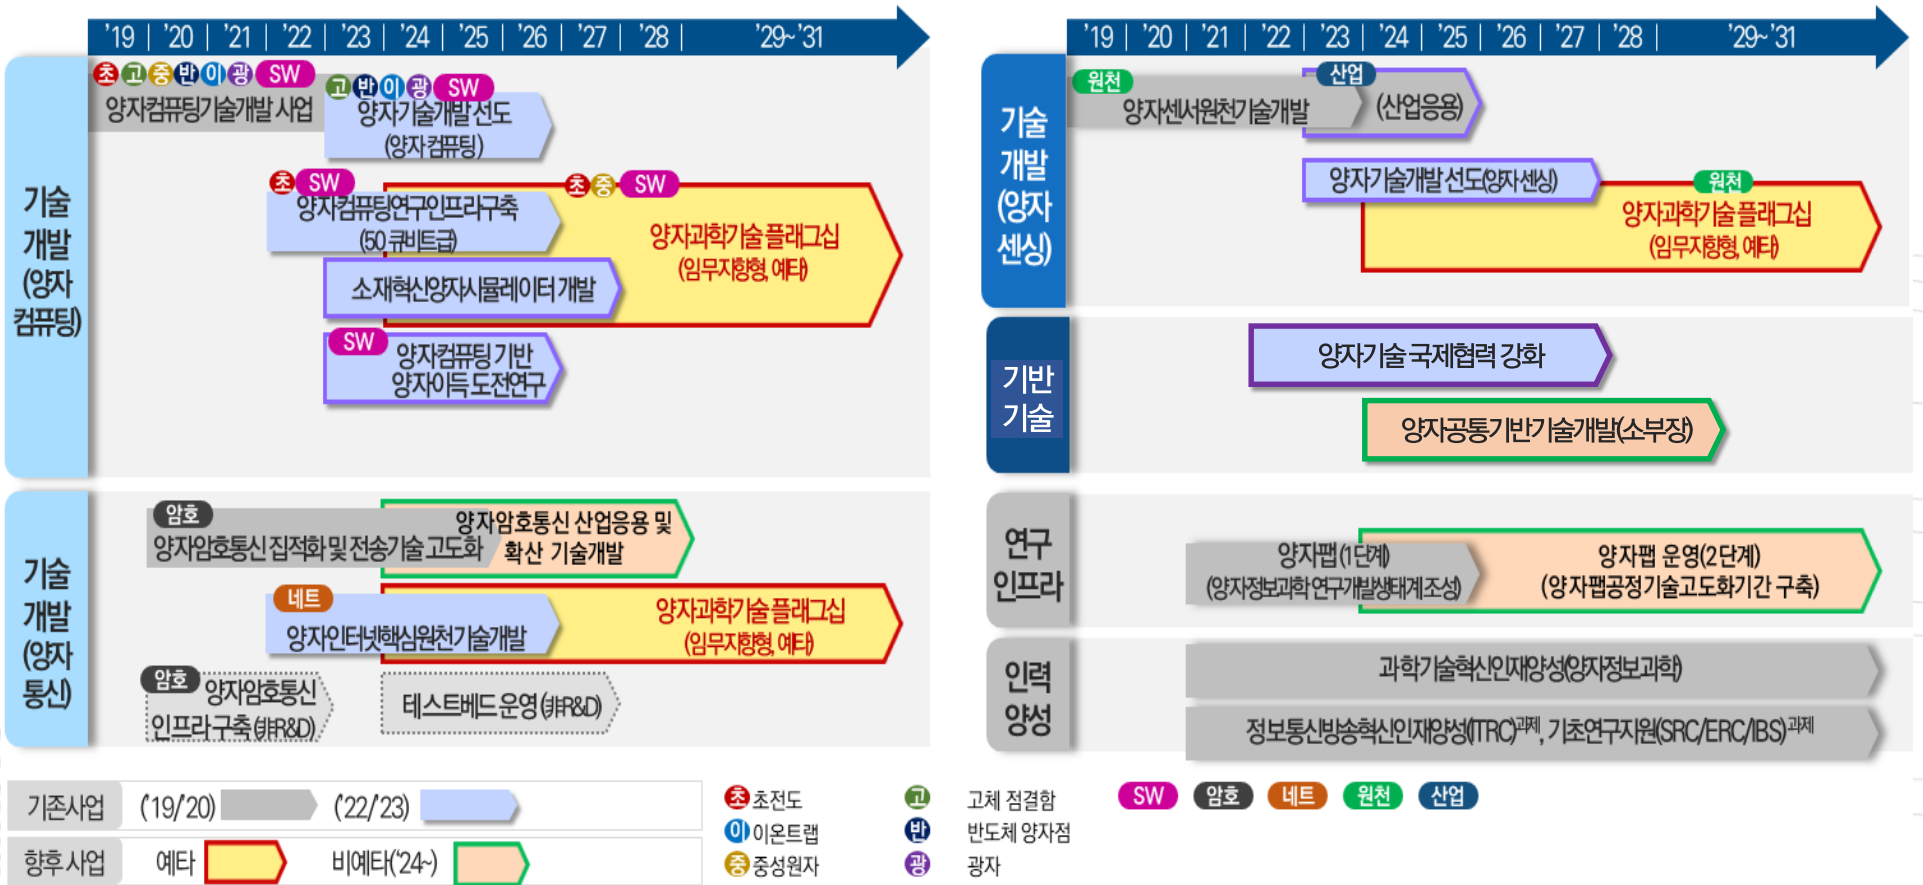 '19 | '20 | '21 | '22 | '23 | '24 | '25 | '26 | '27 | '28 | '29~'31
기술
개발
(양자
컴퓨팅)
초 고 중 반 이 광 SW
양자컴퓨팅기술개발 사업
고 반 이 광 SW
양자기술개발 선도
(양자 컴퓨팅)
초 SW
양자컴퓨팅연구인프라구축
(50 큐비트급)
초 중 SW
양자과학기술 플래그십
(임무지향형, 예타)
소재혁신양자시뮬레이터 개발
SW
양자컴퓨팅 기반
양자이득 도전연구
기술
개발
(양자
통신)
암호
양자암호통신 집적화 및 전송기술 고도화
양자암호통신 산업응용 및
확산 기술개발
네트
양자인터넷핵심원천기술개발
양자과학기술 플래그십
(임무지향형, 예타)
암호
양자암호통신
인프라구축(非R&D)
테스트베드 운영(非R&D)
'19 | '20 | '21 | '22 | '23 | '24 | '25 | '26 | '27 | '28 | '29~'31
기술
개발
(양자
센싱)
원천
양자센서원천기술개발
산업
(산업응용)
양자기술개발 선도(양자센싱)
원천
양자과학기술 플래그십
(임무지향형, 예타)
기반
기술
양자기술 국제협력 강화
양자공통기반기술개발(소부장)
연구
인프라
양자팹(1단계)
(양자정보과학 연구개발생태계 조성)
양자팹 운영(2단계)
(양자팹공정기술고도화기간 구축)
인력
양성
과학기술혁신인재양성(양자정보과학)
정보통신방송혁신인재양성(ITRC)과제, 기초연구지원(SRC/ERC/IBS)과제
기존사업 ('19/'20) ('22/'23)
향후사업 예타 비예타('24~)
초 초전도
이 이온트랩
중 중성원자
고 고체 점결함
반 반도체 양자점
광 광자
SW 암호 네트 원천 산업